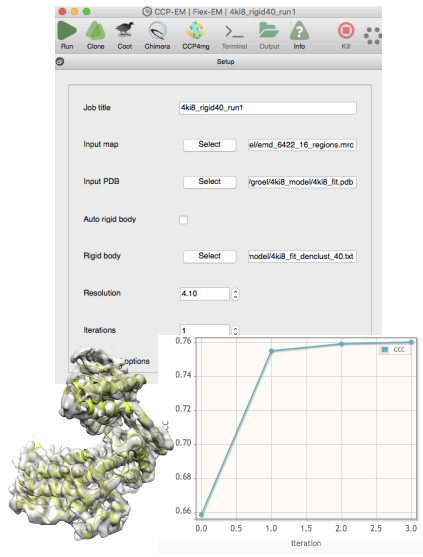 CCP-EM | Flex-EM | 4ki8_rigid40_run1
Run Clone Coot Chimera CCP4mg Terminal Output Info Kill
Setup
Job title 4ki8_rigid40_run1
Input map Select el/emd_6422_16_regions.mrc
Input PDB Select /groel/4ki8_model/4ki8_fit.pdb
Auto rigid body
Rigid body Select model/4ki8_fit_denclust_40.txt
Resolution 4.10
Iterations 1
options
0.76
CCC
0.74
0.72
0.70
0.68
0.66
0.0 0.5 1.0 1.5 2.0 2.5 3.0
Iteration